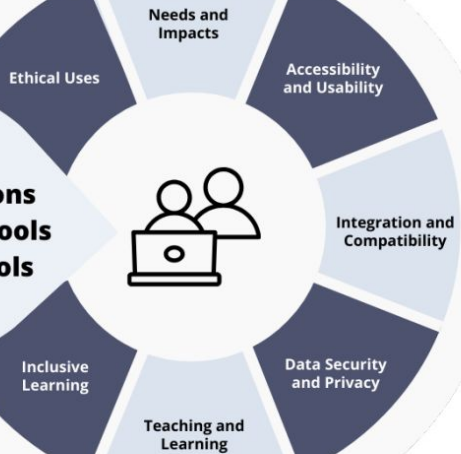 Needs and
Impacts
Ethical Uses
Accessibility
and Usability
Integration and
Compatibility
Data Security
and Privacy
Teaching and
Learning
Inclusive
Learning